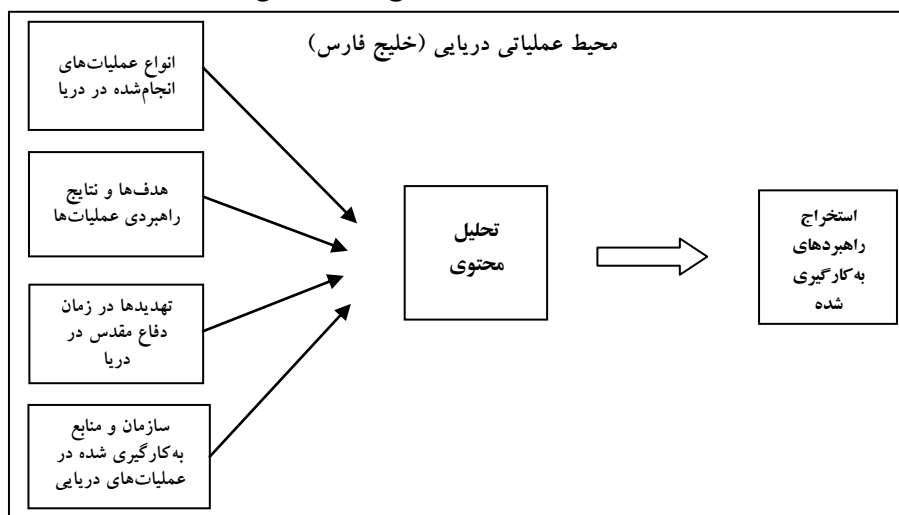 محیط عملیاتی دریایی (خلیج فارس)
انواع عملیات‌های
انجام‌شده در دریا
هدف‌ها و نتایج
راهبردی عملیات‌ها
تهدیدها در زمان
دفاع مقدس در
دریا
سازمان و منابع
به‌کارگیری شده در
عملیات‌های دریایی
تحلیل
محتوی
استخراج
راهبردهای
به‌کارگیری
شده